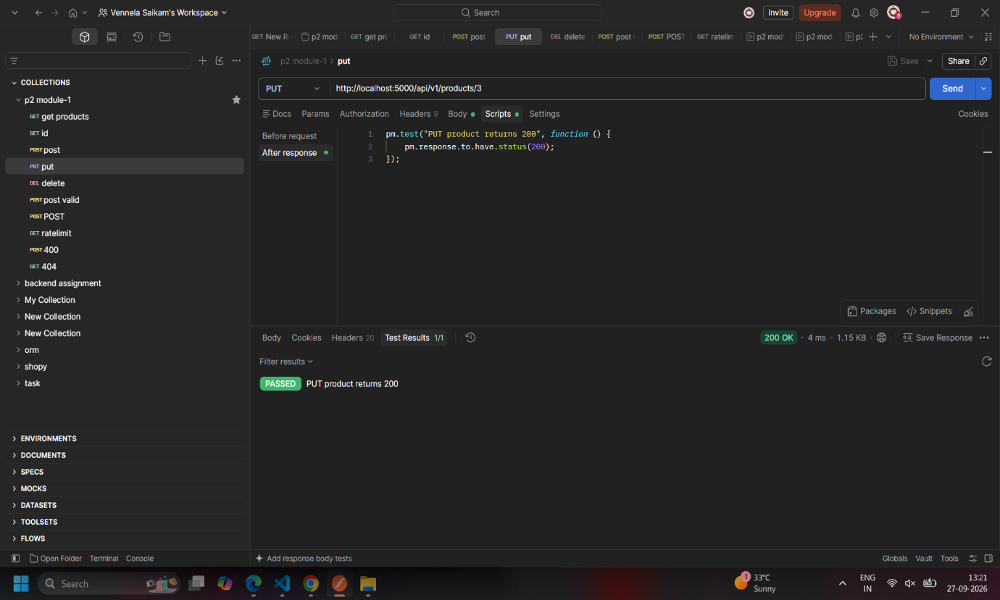 Vennela Saikam's Workspace
Search
Invite
Upgrade
GET New R
p2 mod
GET get pro
GET id
POST post
PUT put
DEL delete
POST post
POST POST
GET ratelim
p2 mod
p2 mod
p2
No Environment
p2 module-1 > put
Save
Share
COLLECTIONS
p2 module-1
GET get products
GET id
POST post
PUT put
DEL delete
POST post valid
POST POST
GET ratelimit
POST 400
GET 404
backend assignment
My Collection
New Collection
New Collection
orm
shopy
task
ENVIRONMENTS
DOCUMENTS
SPECS
MOCKS
DATASETS
TOOLSETS
FLOWS
HTTP
PUT
http://localhost:5000/api/v1/products/3
Send
Docs Params Authorization Headers 9 Body Scripts Settings
Cookies
Before request
After response
1 pm.test("PUT product returns 200", function () {
2 pm.response.to.have.status(200);
3 });
Packages
Snippets
Body Cookies Headers 20 Test Results 1/1
200 OK • 4 ms • 1.15 KB
e.g. Save Response
Filter results
PASSED PUT product returns 200
Open Folder Terminal Console
Add response body tests
Globals Vault Tools
Search
1
33°C
Sunny
ENG
IN
13:21
27-09-2026